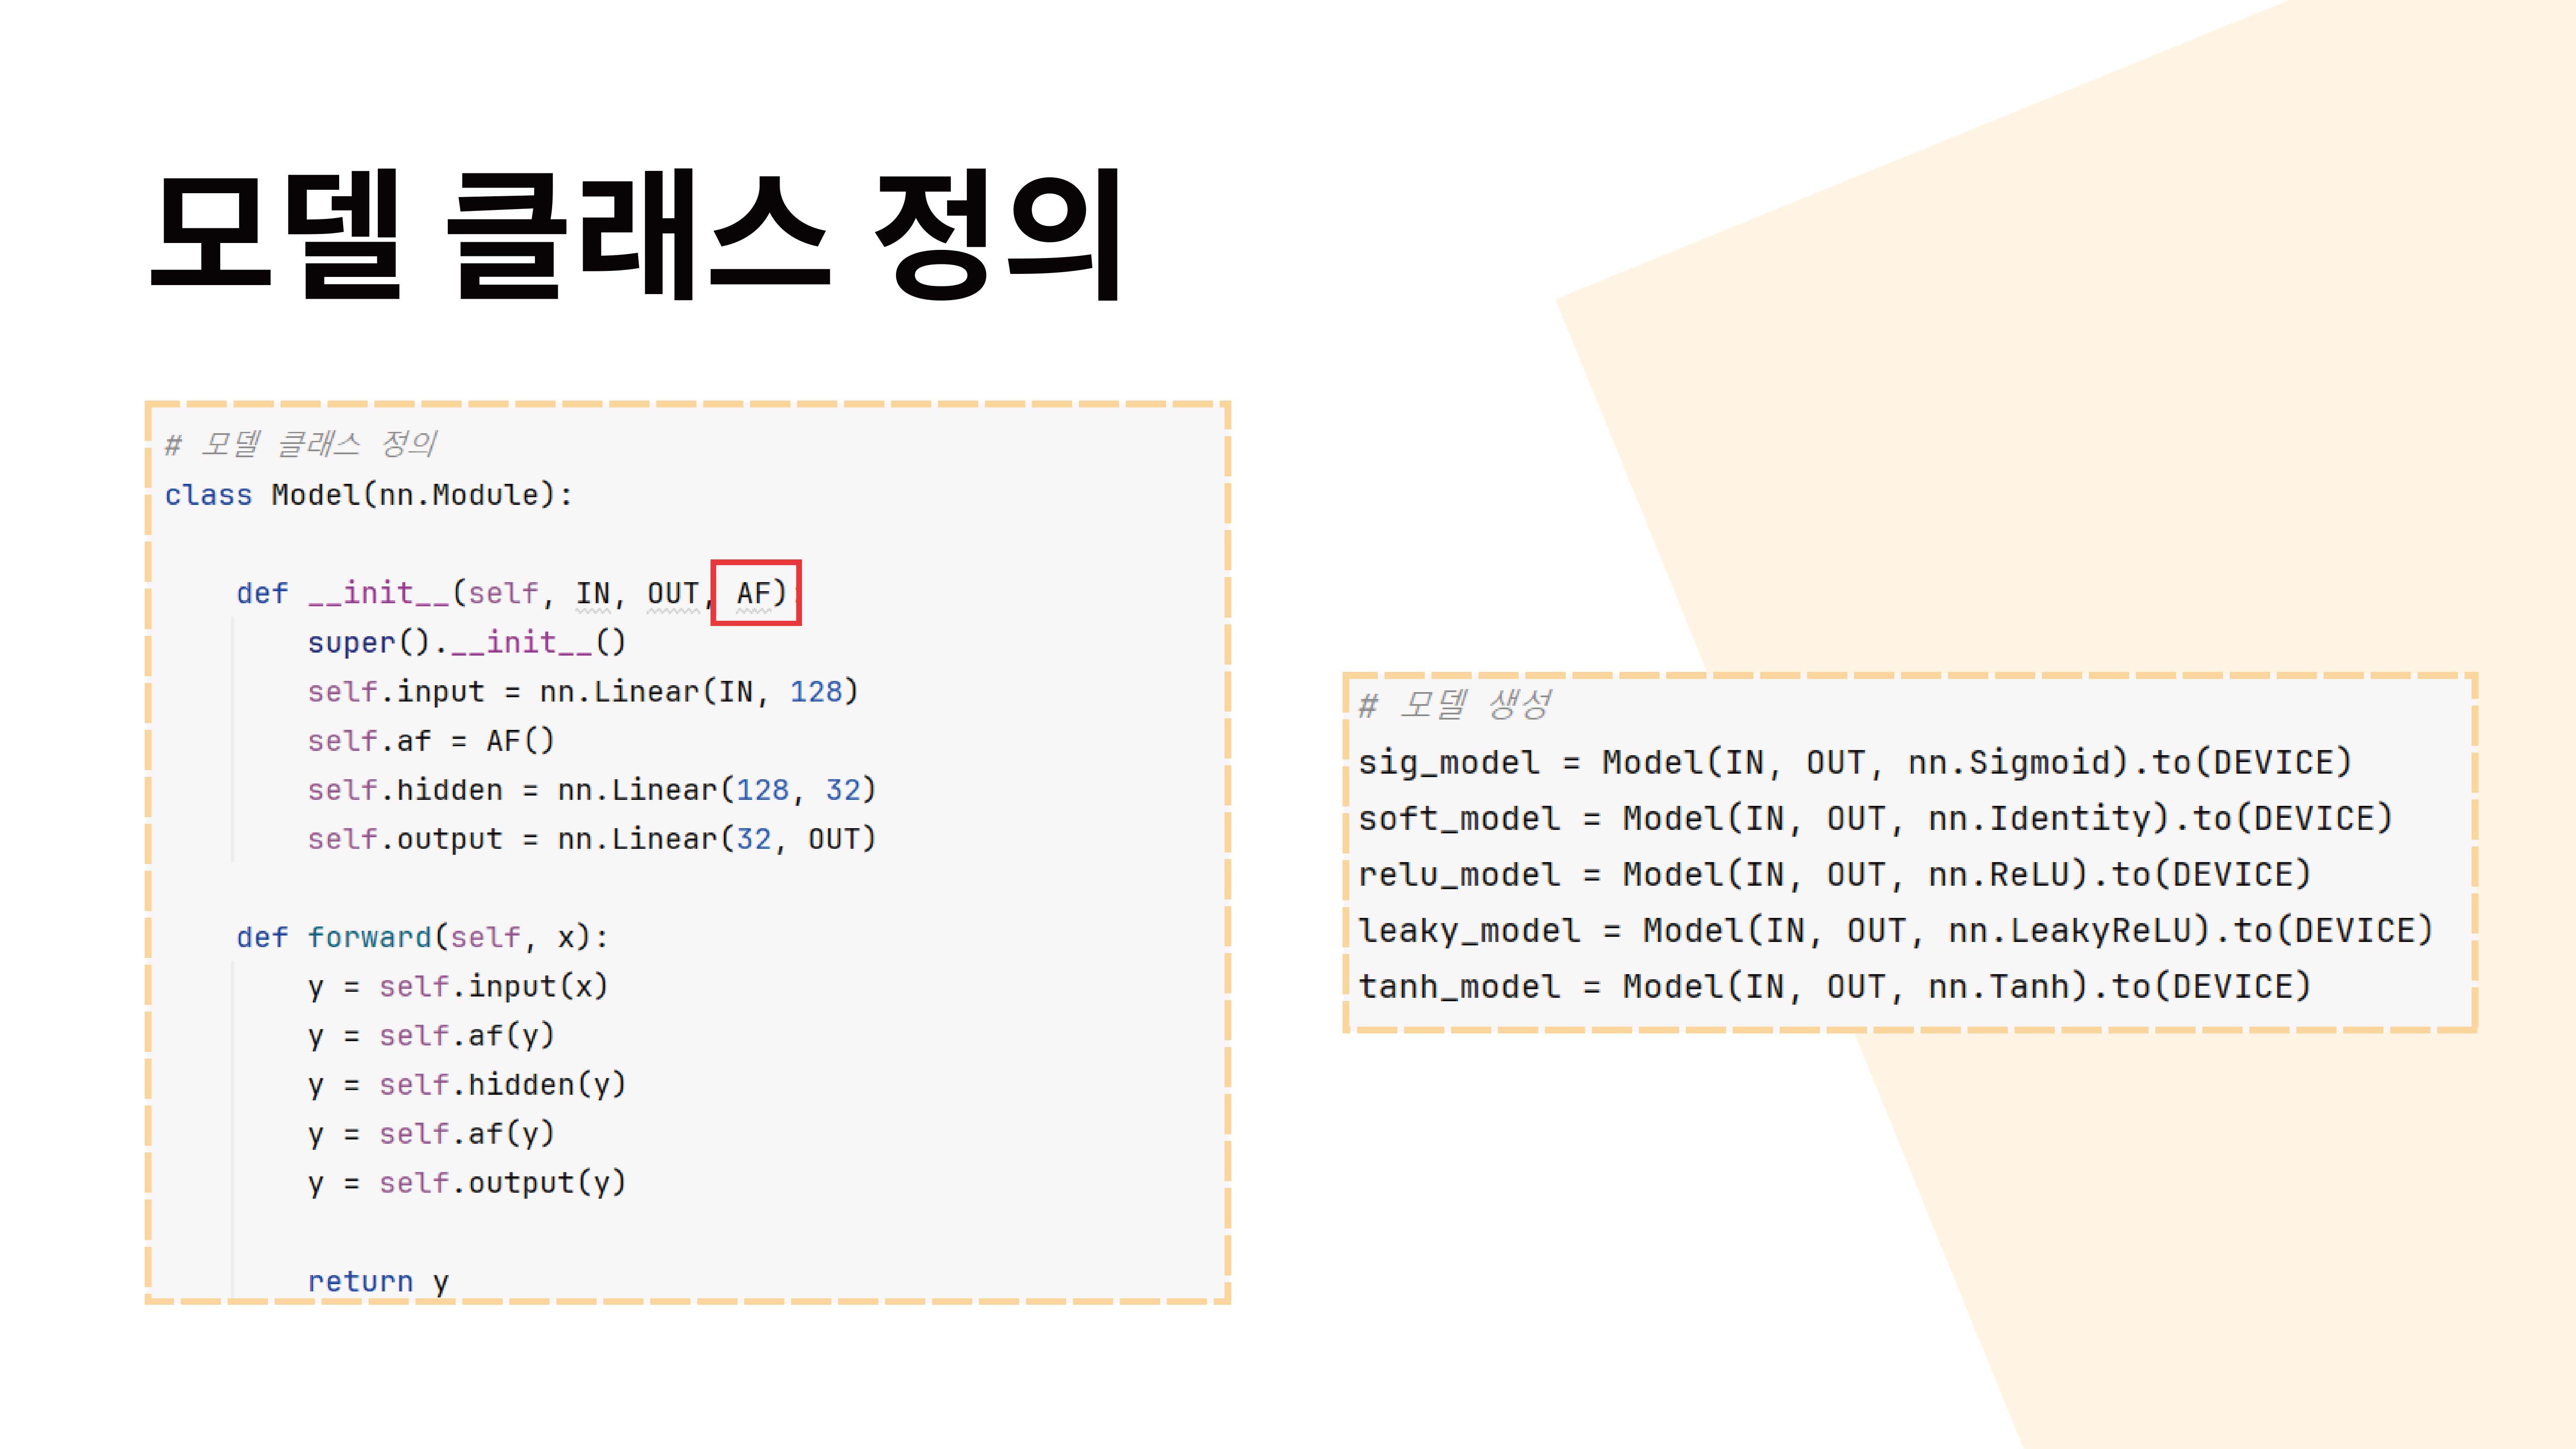 모델 클래스 정의
# 모델 클래스 정의
class Model(nn.Module):
def __init__(self, IN, OUT, AF):
super().__init__()
self.input = nn.Linear(IN, 128)
self.af = AF()
self.hidden = nn.Linear(128, 32)
self.output = nn.Linear(32, OUT)
def forward(self, x):
y = self.input(x)
y = self.af(y)
y = self.hidden(y)
y = self.af(y)
y = self.output(y)
return y
# 모델 생성
sig_model = Model(IN, OUT, nn.Sigmoid).to(DEVICE)
soft_model = Model(IN, OUT, nn.Identity).to(DEVICE)
relu_model = Model(IN, OUT, nn.ReLU).to(DEVICE)
leaky_model = Model(IN, OUT, nn.LeakyReLU).to(DEVICE)
tanh_model = Model(IN, OUT, nn.Tanh).to(DEVICE)